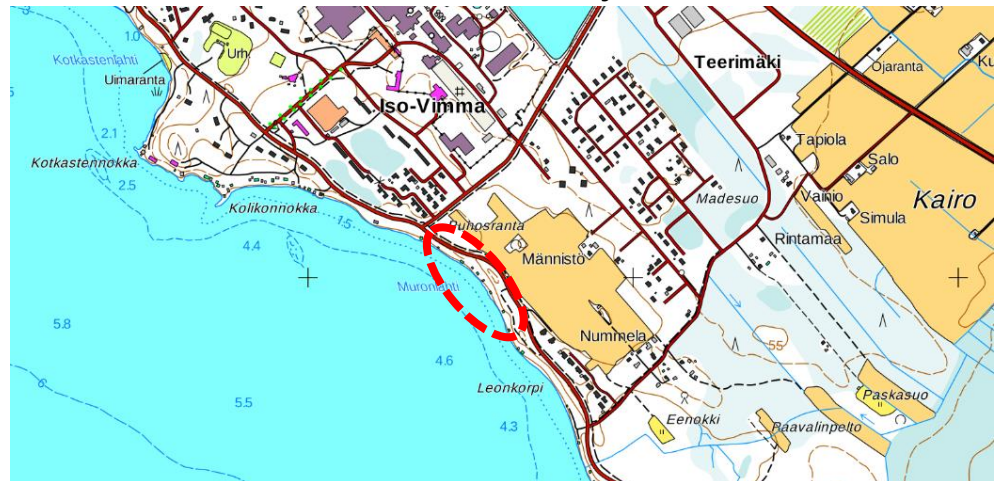 1.0
Kotkastenlahti
Uimaranta
Urh.
Iso-Vimma
Teerimäki
Ojaranta
Ku
Tapiola
Salo
Vainio
Simula
Kairo
Madesuo
Rintamaa
2.1
Kotkastennokka
2.5
Kolikonnokka
1.5
4.4
Puhosranta
Männistö
Muronlahti
5.8
4.6
Nummela
55
Leonkorpi
6
5.5
4.3
Eenokki
Paavalinpelto
Paskasuo